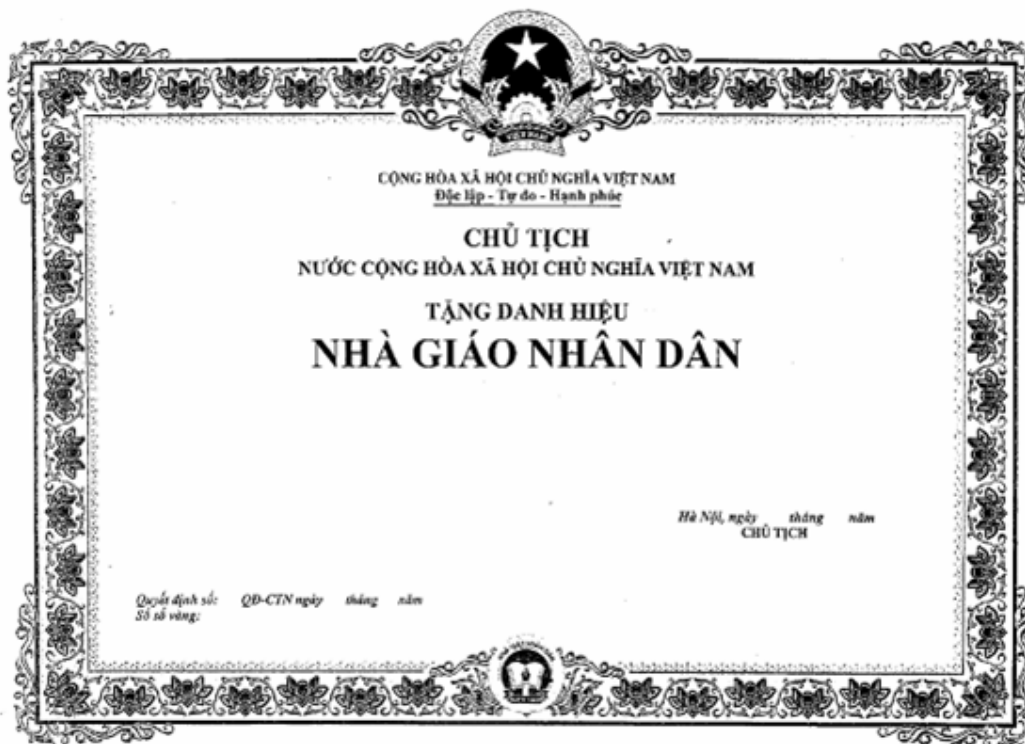 VIỆT NAM
CỘNG HÒA XÃ HỘI CHỦ NGHĨA VIỆT NAM
Độc lập - Tự do - Hạnh phúc
CHỦ TỊCH
NƯỚC CỘNG HÒA XÃ HỘI CHỦ NGHĨA VIỆT NAM
TẶNG DANH HIỆU
NHÀ GIÁO NHÂN DÂN
Hà Nội, ngày tháng năm
CHỦ TỊCH
Quyết định số: QĐ-CTN ngày tháng năm
Số sổ vàng: